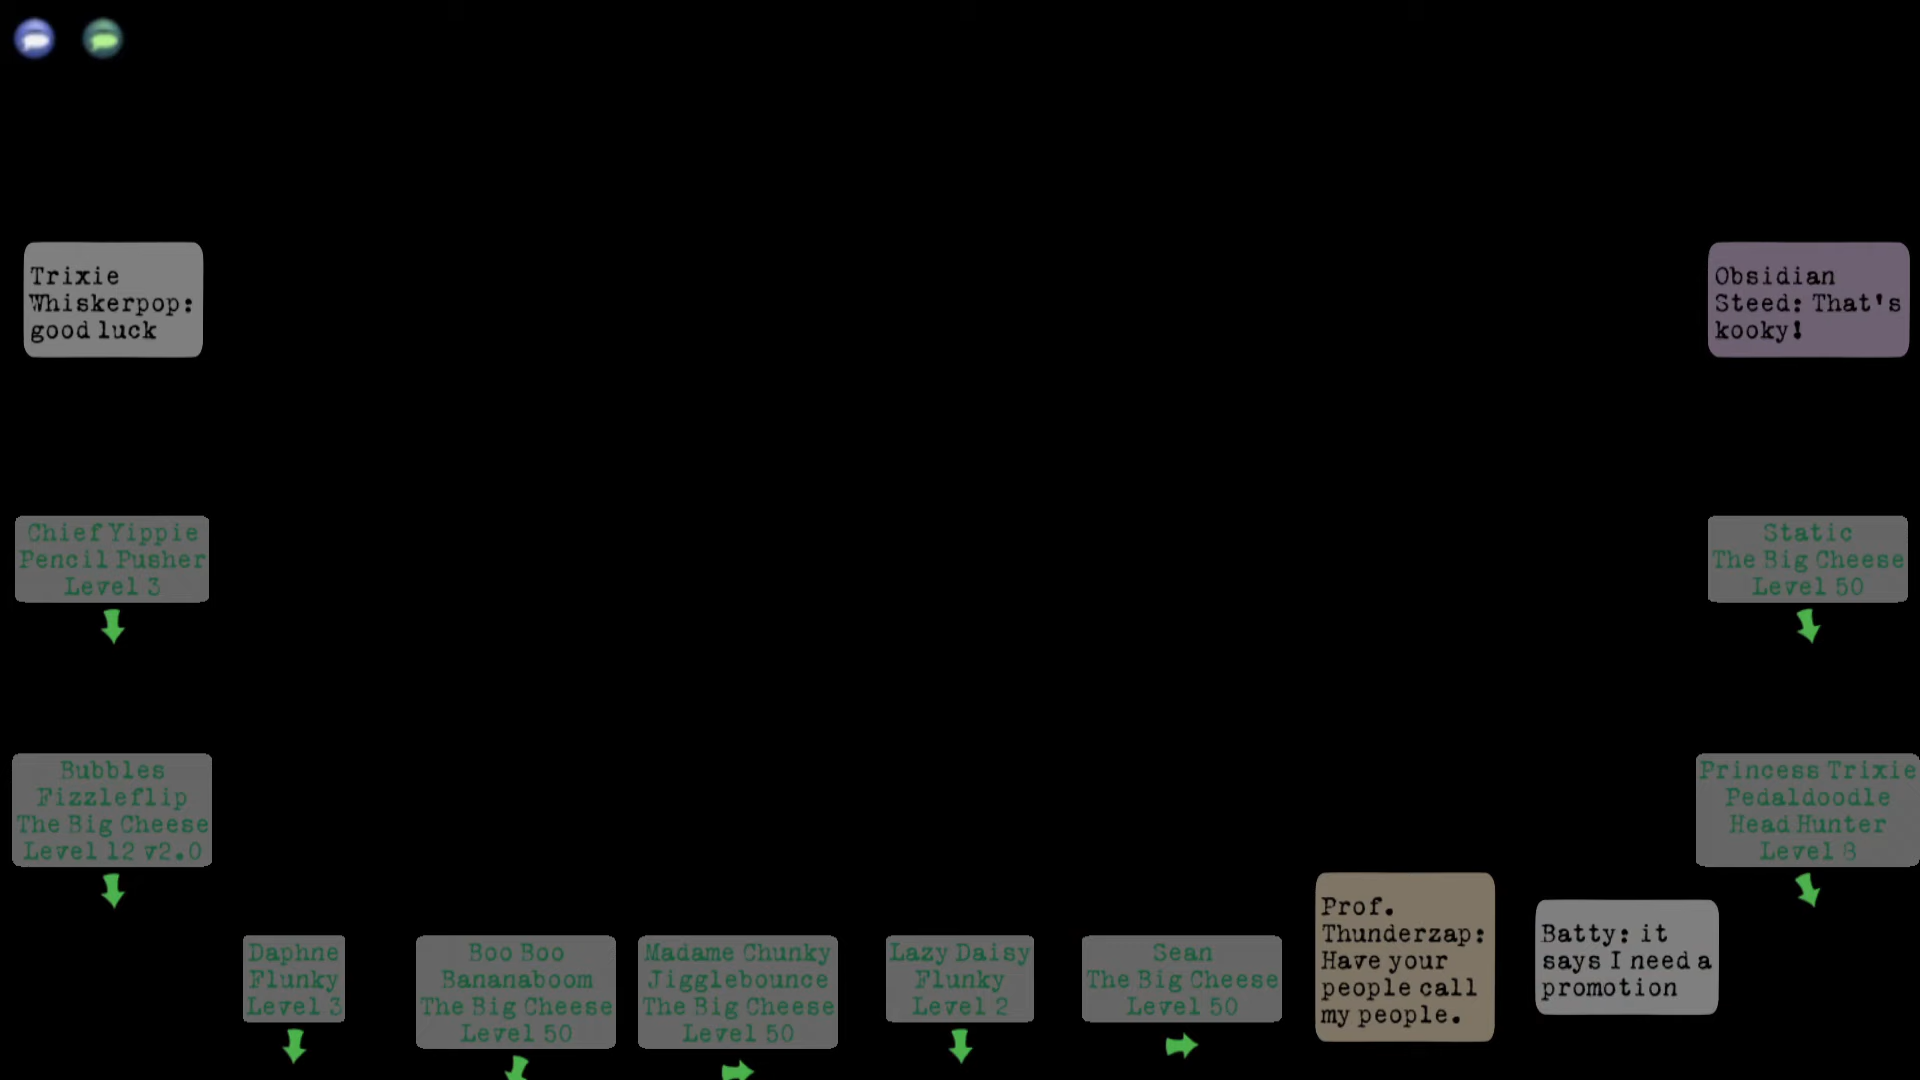 Trixie
Whiskerpop:
good luck
Obsidian
Steed: That's
kooky!
Chief Yippie
Pencil Pusher
Level 3
Static
The Big Cheese
Level 50
Bubbles
Fizzleflip
The Big Cheese
Level 12 v2.0
Princess Trixie
Pedaldoodle
Head Hunter
Level 8
Daphne
Flunky
Level 3
Boo Boo
Bananaboom
The Big Cheese
Level 50
Madame Chunky
Jigglebounce
The Big Cheese
Level 50
Lazy Daisy
Flunky
Level 2
Sean
The Big Cheese
Level 50
Prof.
Thunderzap:
Have your
people call
my people.
Batty: it
says I need a
promotion